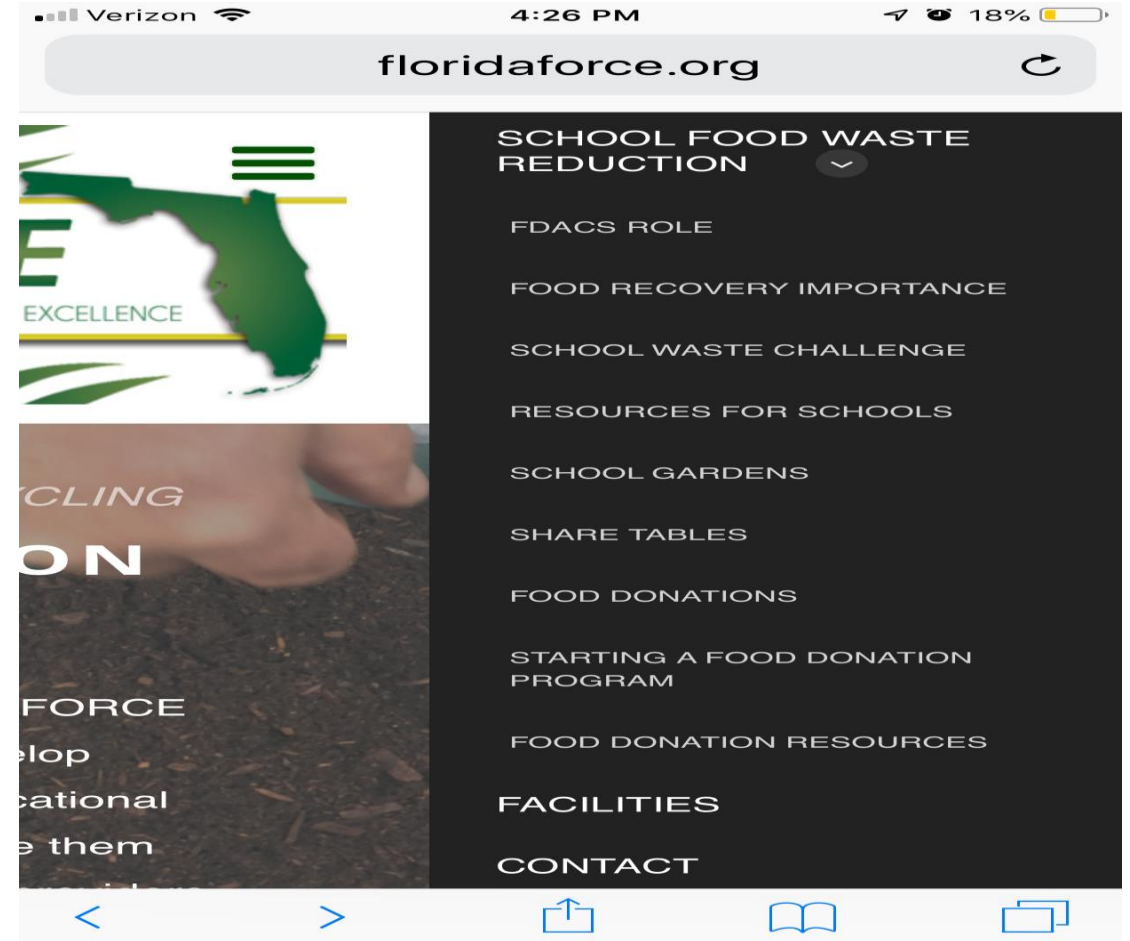 Verizon 4:26 PM 18%
floridaforce.org
E
EXCELLENCE
CLING
ON
FORCE
elop
cational
e them
SCHOOL FOOD WASTE
REDUCTION
FDACS ROLE
FOOD RECOVERY IMPORTANCE
SCHOOL WASTE CHALLENGE
RESOURCES FOR SCHOOLS
SCHOOL GARDENS
SHARE TABLES
FOOD DONATIONS
STARTING A FOOD DONATION
PROGRAM
FOOD DONATION RESOURCES
FACILITIES
CONTACT